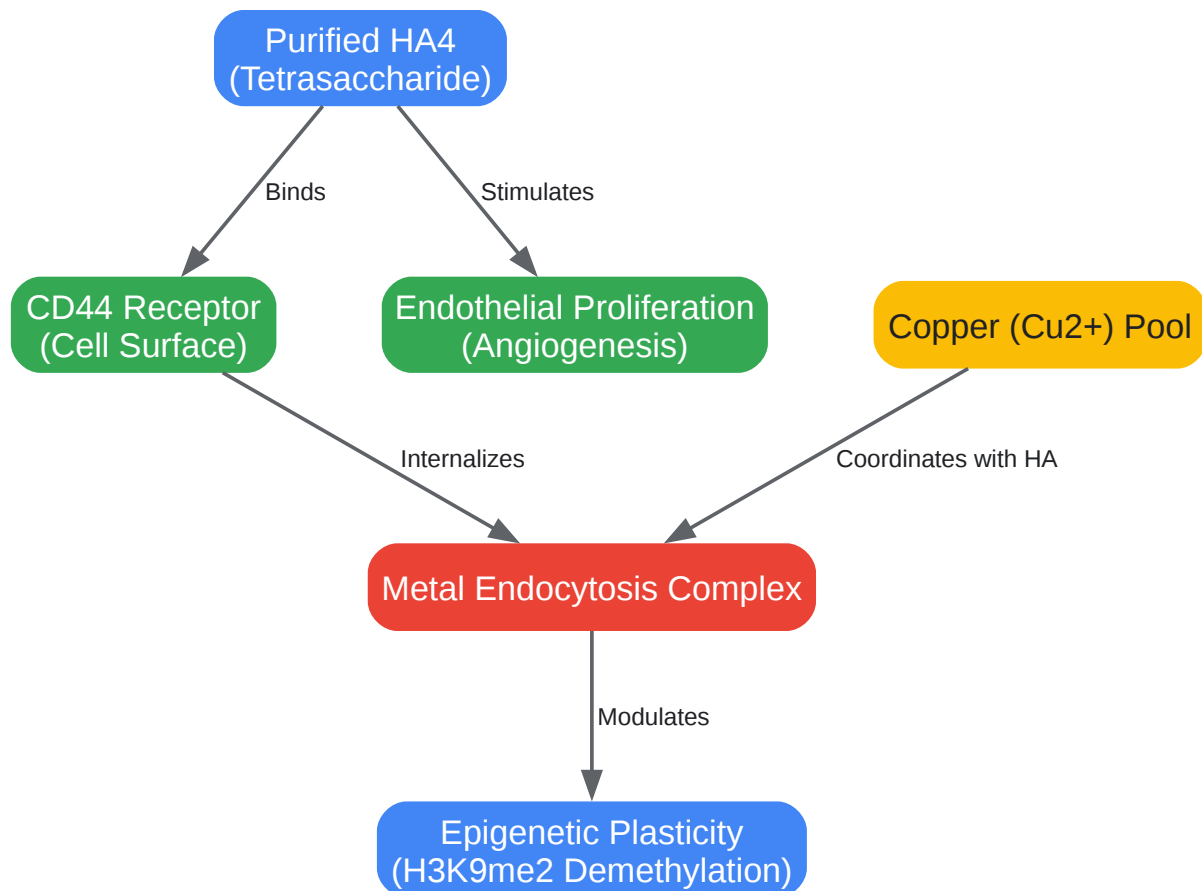 Purified HA4
(Tetrasaccharide)
Binds
Stimulates
CD44 Receptor
(Cell Surface)
Endothelial Proliferation
(Angiogenesis)
Copper (Cu2+) Pool
Internalizes
Coordinates with HA
Metal Endocytosis Complex
Modulates
Epigenetic Plasticity
(H3K9me2 Demethylation)